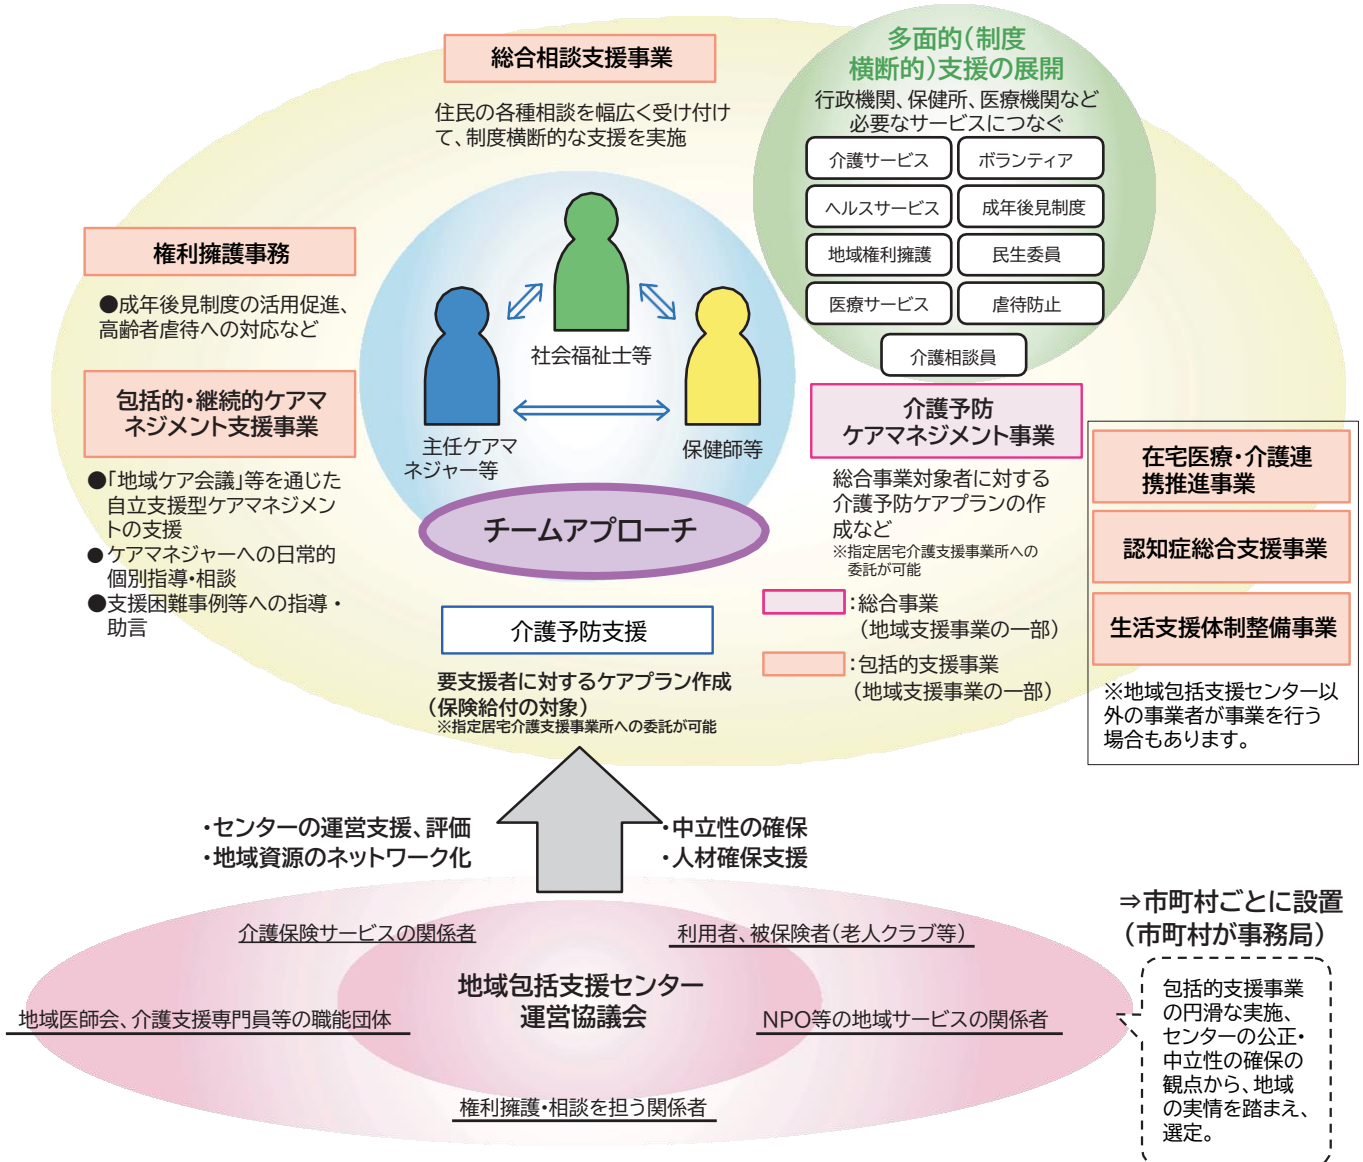 総合相談支援事業
住民の各種相談を幅広く受け付け
て、制度横断的な支援を実施
多面的(制度
横断的)支援の展開
行政機関、保健所、医療機関など
必要なサービスにつなぐ
介護サービス
ボランティア
ヘルスサービス
成年後見制度
地域権利擁護
民生委員
医療サービス
虐待防止
介護相談員
権利擁護事務
●成年後見制度の活用促進、
高齢者虐待への対応など
包括的・継続的ケアマ
ネジメント支援事業
●「地域ケア会議」等を通じた
自立支援型ケアマネジメン
トの支援
●ケアマネジャーへの日常的
個別指導・相談
●支援困難事例等への指導・
助言
社会福祉士等
主任ケアマ
ネジャー等
保健師等
チームアプローチ
介護予防
ケアマネジメント事業
総合事業対象者に対する
介護予防ケアプランの作
成など
※指定居宅介護支援事業所への
委託が可能
:総合事業
(地域支援事業の一部)
:包括的支援事業
(地域支援事業の一部)
在宅医療・介護連
携推進事業
認知症総合支援事業
生活支援体制整備事業
※地域包括支援センター以
外の事業者が事業を行う
場合もあります。
介護予防支援
要支援者に対するケアプラン作成
(保険給付の対象)
※指定居宅介護支援事業所への委託が可能
・センターの運営支援、評価
・地域資源のネットワーク化
・中立性の確保
・人材確保支援
介護保険サービスの関係者
利用者、被保険者(老人クラブ等)
地域包括支援センター
運営協議会
地域医師会、介護支援専門員等の職能団体
NPO等の地域サービスの関係者
権利擁護・相談を担う関係者
⇒市町村ごとに設置
(市町村が事務局)
包括的支援事業
の円滑な実施、
センターの公正・
中立性の確保の
観点から、地域
の実情を踏まえ、
選定。